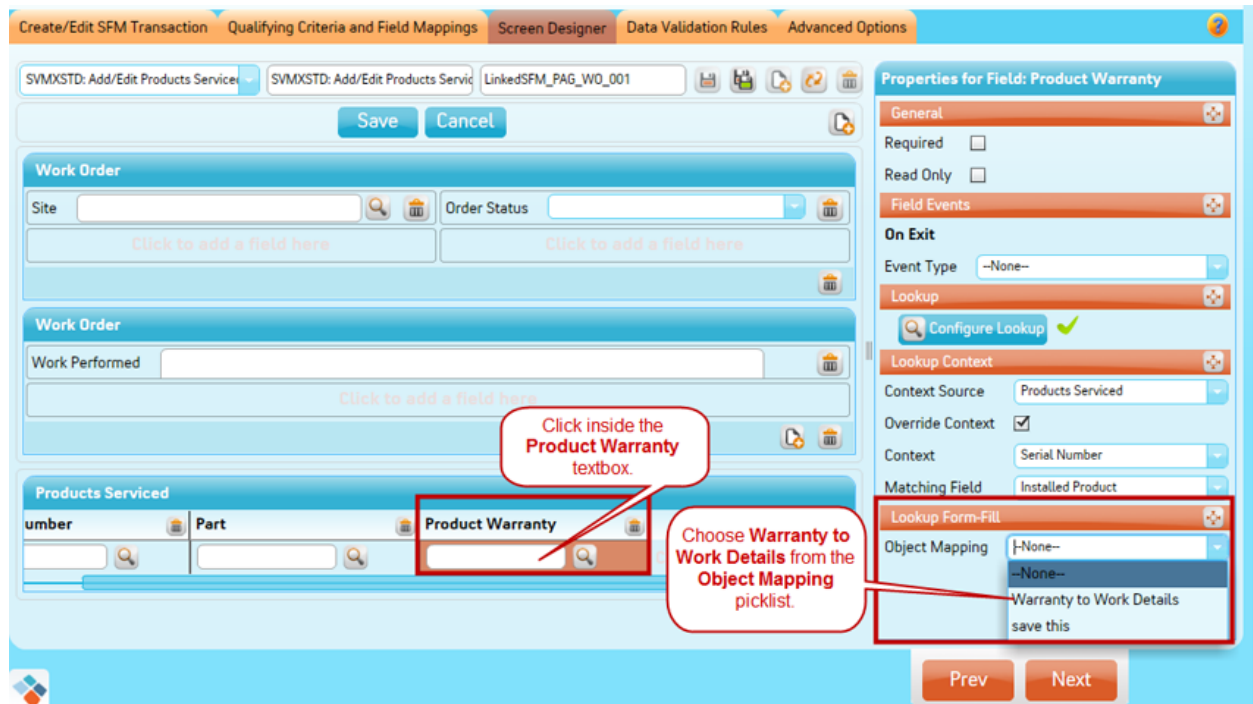 Create/Edit SFM Transaction Qualifying Criteria and Field Mappings Screen Designer Data Validation Rules Advanced Options
SVMXSTD: Add/Edit Products Service SVMXSTD: Add/Edit Products Servic LinkedSFM_PAG_WO_001
Save Cancel
Work Order
Site Order Status
Click to add a field here Click to add a field here
Work Order
Work Performed
Click to add a field here
Click inside the
Product Warranty
textbox.
Products Serviced
umber Part Product Warranty
Choose Warranty to
Work Details from the
Object Mapping
picklist.
Properties for Field: Product Warranty
General
Required
Read Only
Field Events
On Exit
Event Type --None--
Lookup
Configure Lookup
Lookup Context
Context Source Products Serviced
Override Context
Context Serial Number
Matching Field Installed Product
Lookup Form-Fill
Object Mapping --None--
--None--
Warranty to Work Details
save this
Prev Next